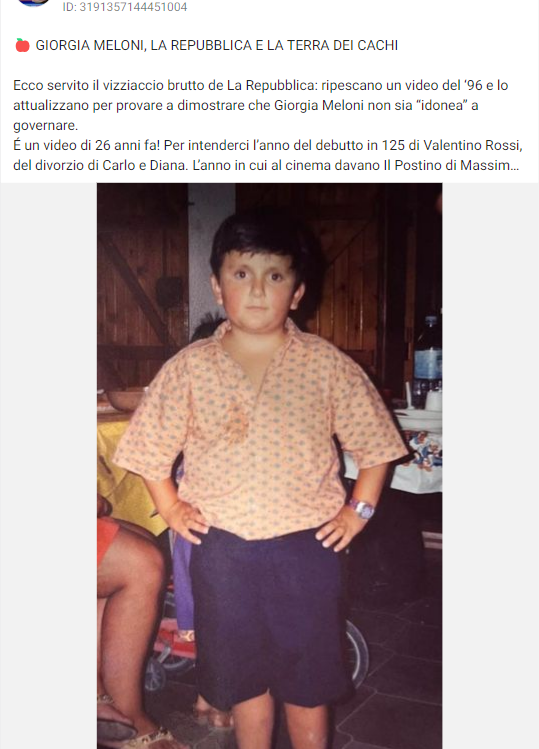 ID: 3191357144451004
🍎 GIORGIA MELONI, LA REPUBBLICA E LA TERRA DEI CACHI
Ecco servito il vizziaccio brutto de La Repubblica: ripescano un video del ‘96 e lo
attualizzano per provare a dimostrare che Giorgia Meloni non sia “idonea” a
governare.
É un video di 26 anni fa! Per intenderci l’anno del debutto in 125 di Valentino Rossi,
del divorzio di Carlo e Diana. L’anno in cui al cinema davano Il Postino di Massim...